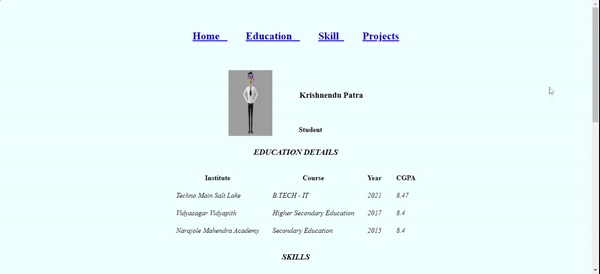 Home Education Skill Projects
Krishnendu Patra
Student
EDUCATION DETAILS
Institute Course Year CGPA
Techno Main Salt Lake B.TECH - IT 2021 8.47
Vidyasagar Vidyapith Higher Secondary Education 2017 8.4
Narajole Mahendra Academy Secondary Education 2015 8.4
SKILLS